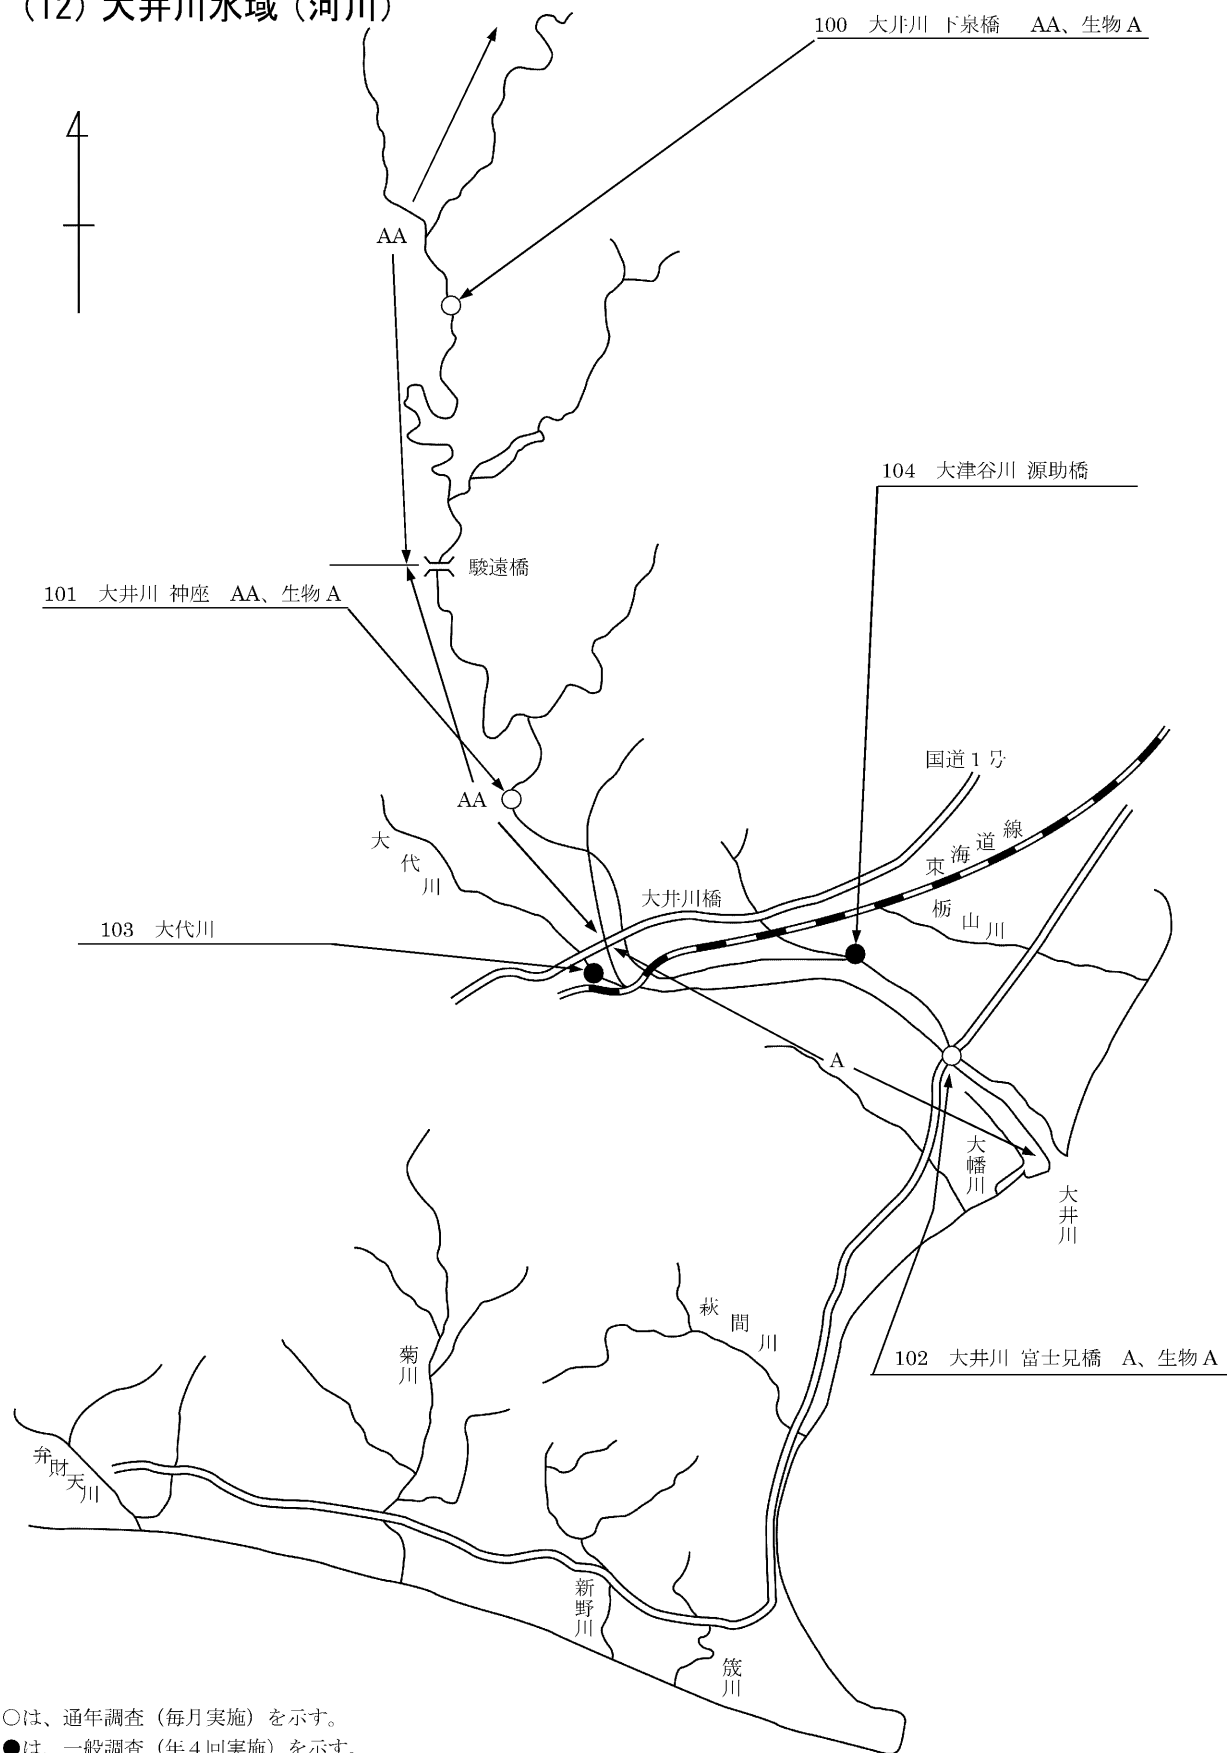 (12) 大井川水域 (河川)
100 大井川 下泉橋 AA、生物 A
AA
104 大津谷川 源助橋
駿遠橋
101 大井川 神座 AA、生物 A
国道1号
AA
東海道線
大代川
大井川橋
栃山川
103 大代川
A
大幡川
大井川
萩間川
菊川
102 大井川 富士見橋 A、生物 A
弁財天川
新野川
筬川
○は、通年調査（毎月実施）を示す。
●は、一般調査（年４回実施）を示す。